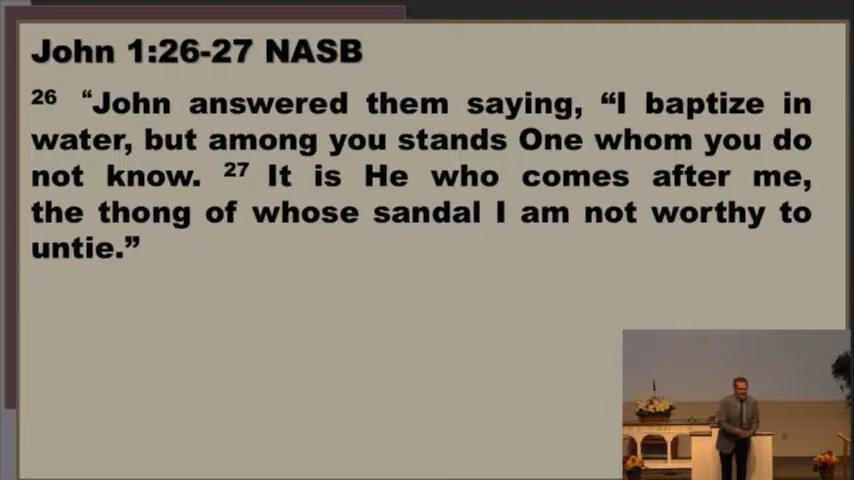 John 1:26-27 NASB
26 “John answered them saying, “I baptize in
water, but among you stands One whom you do
not know. 27 It is He who comes after me,
the thong of whose sandal I am not worthy to
untie.”